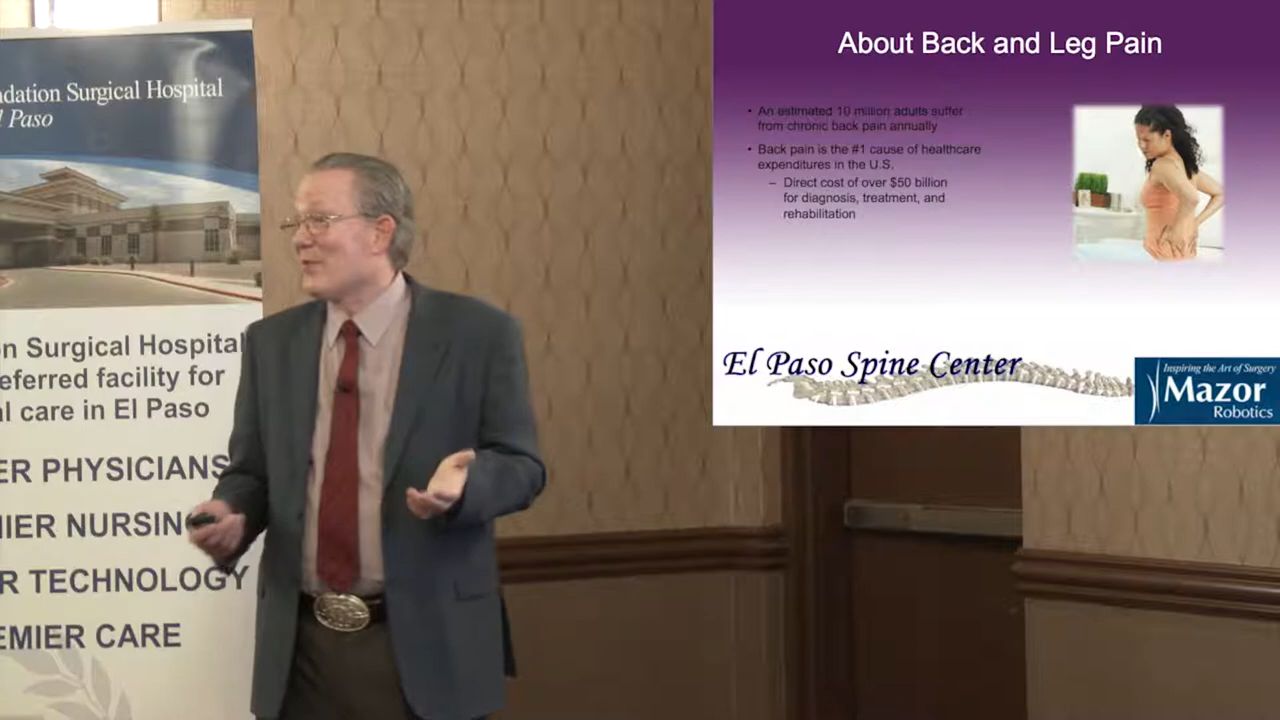 dation Surgical Hospital
l Paso
n Surgical Hospital
eferred facility for
l care in El Paso
ER PHYSICIANS
IER NURSING
R TECHNOLOGY
EMIER CARE
About Back and Leg Pain
• An estimated 10 million adults suffer
from chronic back pain annually
• Back pain is the #1 cause of healthcare
expenditures in the U.S.
– Direct cost of over $50 billion
for diagnosis, treatment, and
rehabilitation
El Paso Spine Center
Inspiring the Art of Surgery
Mazor
Robotics